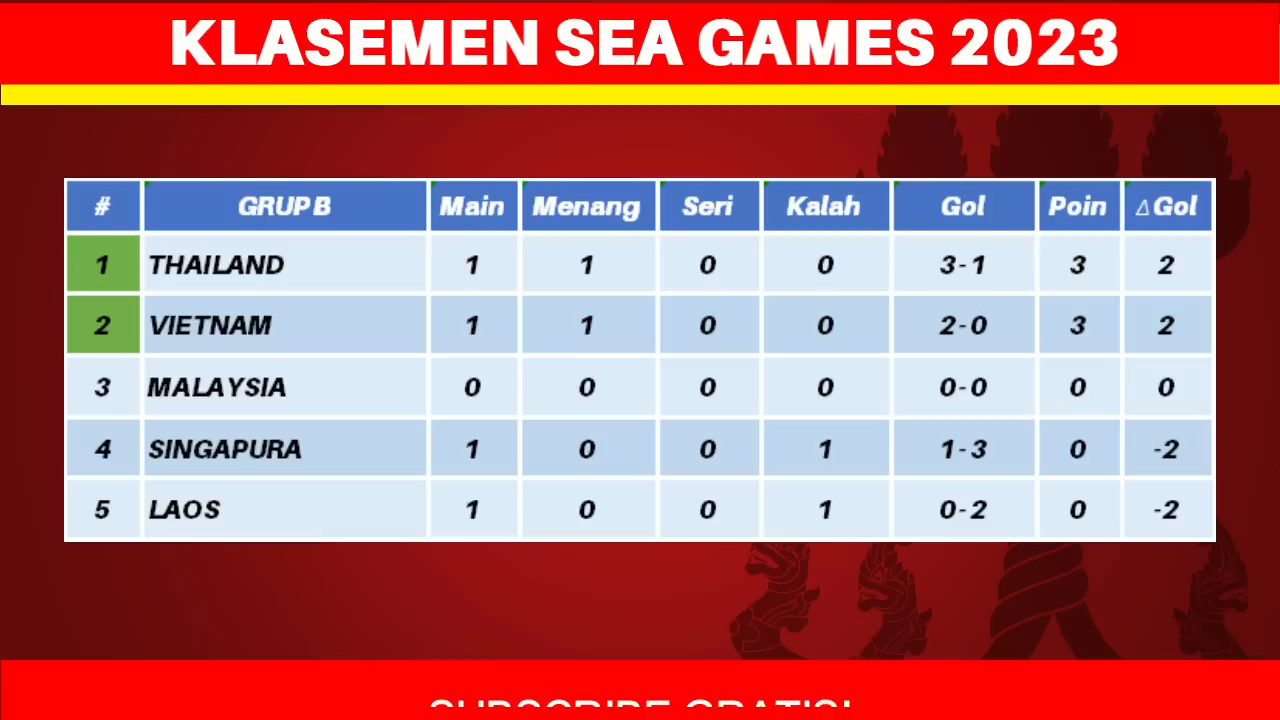 KLASEMEN SEA GAMES 2023
# GRUP B Main Menang Seri Kalah Gol Poin Δ Gol
1 THAILAND 1 1 0 0 3-1 3 2
2 VIETNAM 1 1 0 0 2-0 3 2
3 MALAYSIA 0 0 0 0 0-0 0 0
4 SINGAPURA 1 0 0 1 1-3 0 -2
5 LAOS 1 0 0 1 0-2 0 -2
SUBSCRIBE GRATIS!